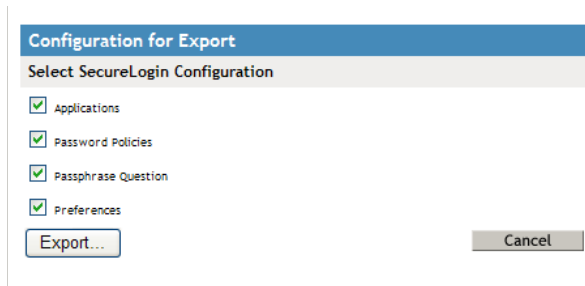 Configuration for Export
Select SecureLogin Configuration
Applications
Password Policies
Passphrase Question
Preferences
Export...
Cancel